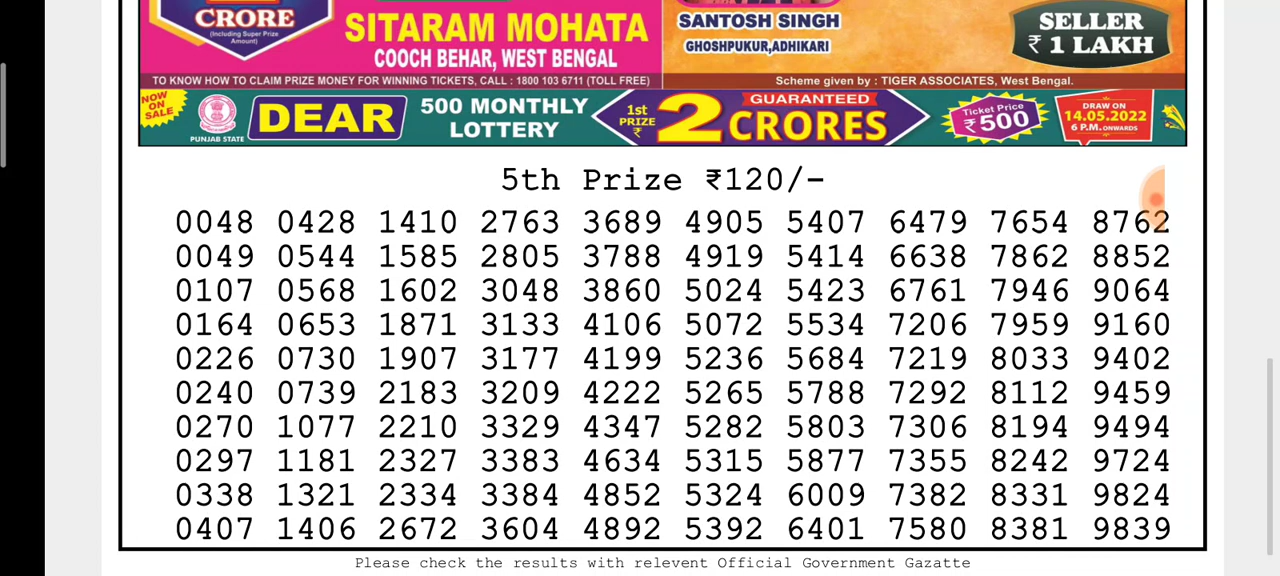 CRORE
(Including Super Prize
Amount)
SITARAM MOHATA
COOCH BEHAR, WEST BENGAL
SANTOSH SINGH
GHOSHPUKUR,ADHIKARI
SELLER
₹ 1 LAKH
TO KNOW HOW TO CLAIM PRIZE MONEY FOR WINNING TICKETS, CALL : 1800 103 6711 (TOLL FREE)
Scheme given by : TIGER ASSOCIATES, West Bengal.
NOW
ON
SALE
PUNJAB STATE
DEAR
500 MONTHLY
LOTTERY
1st
PRIZE
₹
2
GUARANTEED
CRORES
Ticket Price
₹500
DRAW ON
14.05.2022
6 P.M. ONWARDS
5th Prize ₹120/-
0048 0428 1410 2763 3689 4905 5407 6479 7654 8762
0049 0544 1585 2805 3788 4919 5414 6638 7862 8852
0107 0568 1602 3048 3860 5024 5423 6761 7946 9064
0164 0653 1871 3133 4106 5072 5534 7206 7959 9160
0226 0730 1907 3177 4199 5236 5684 7219 8033 9402
0240 0739 2183 3209 4222 5265 5788 7292 8112 9459
0270 1077 2210 3329 4347 5282 5803 7306 8194 9494
0297 1181 2327 3383 4634 5315 5877 7355 8242 9724
0338 1321 2334 3384 4852 5324 6009 7382 8331 9824
0407 1406 2672 3604 4892 5392 6401 7580 8381 9839
Please check the results with relevent Official Government Gazatte